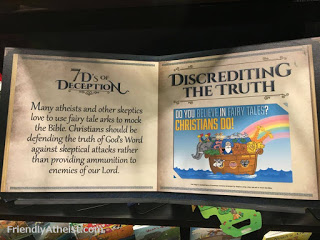 7 D's of
DECEPTION
Many atheists and other skeptics
love to use fairy tale arks to mock
the Bible. Christians should be
defending the truth of God's Word
against skeptical attacks rather
than providing ammunition to
enemies of our Lord.
DISCREDITING
THE TRUTH
DO YOU BELIEVE IN FAIRY TALES?
CHRISTIANS DO!
FriendlyAtheist.com